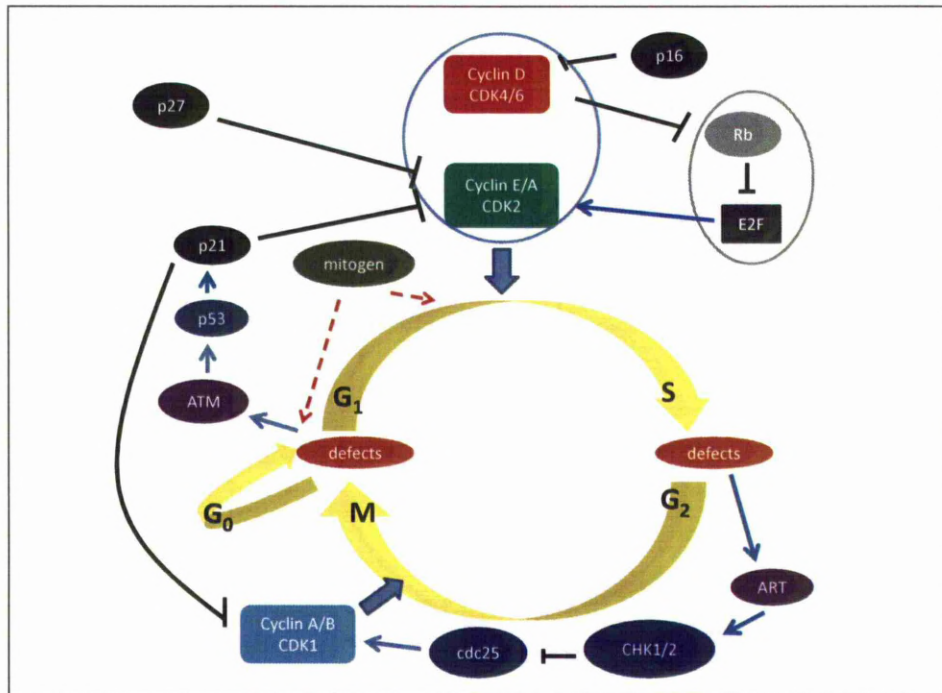 Cyclin D
CDK4/6
p16
p27
Rb
Cyclin E/A
CDK2
E2F
p21
mitogen
p53
ATM
G₁
S
defects
defects
G₀
M
G₂
ART
Cyclin A/B
CDK1
cdc25
CHK1/2